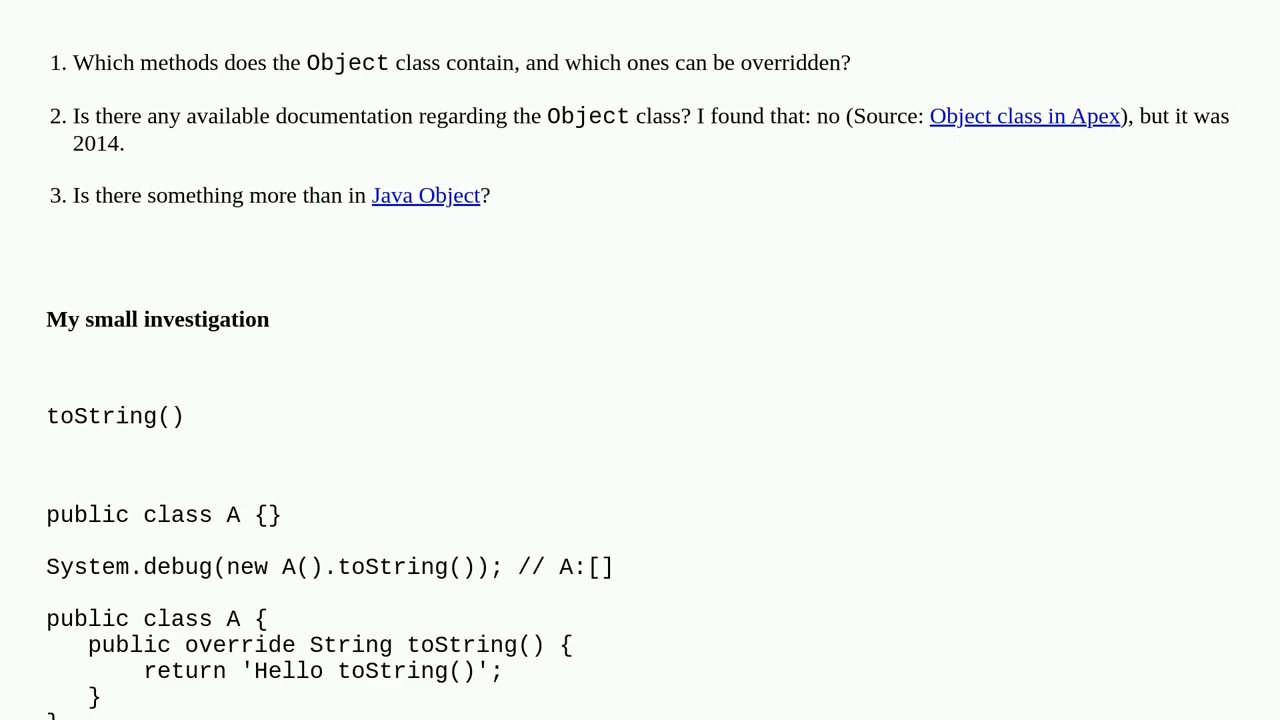 1. Which methods does the Object class contain, and which ones can be overridden?
2. Is there any available documentation regarding the Object class? I found that: no (Source: Object class in Apex), but it was
2014.
3. Is there something more than in Java Object?
My small investigation
toString()
public class A {}
System.debug(new A().toString()); // A:[]
public class A {
   public override String toString() {
       return 'Hello toString()';
   }
}